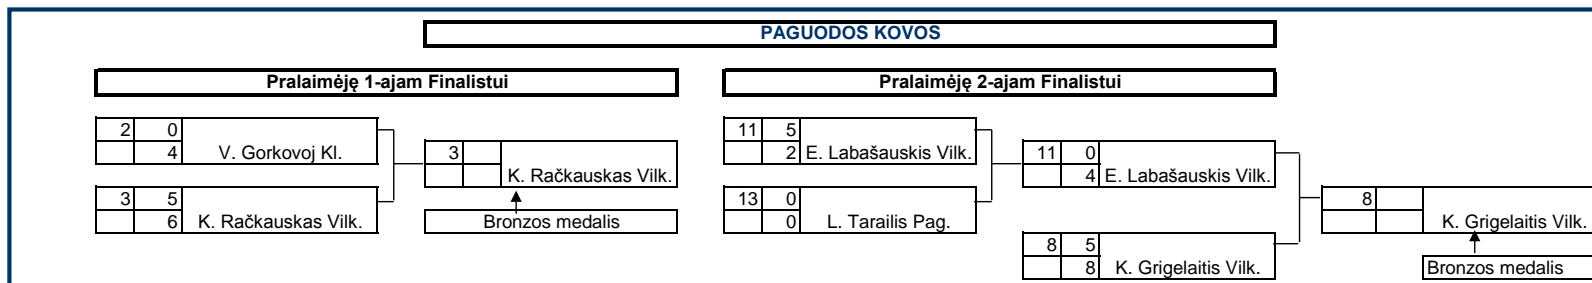 PAGUODOS KOVOS
Pralaimėję 1-ajam Finalistui
Pralaimėję 2-ajam Finalistui
2 0
4 V. Gorkovoj Kl.
3 5
6 K. Račkauskas Vilk.
3
K. Račkauskas Vilk.
Bronzos medalis
11 5
2 E. Labašauskis Vilk.
13 0
0 L. Tarailis Pag.
11 0
4 E. Labašauskis Vilk.
8 5
8 K. Grigelaitis Vilk.
8
K. Grigelaitis Vilk.
Bronzos medalis